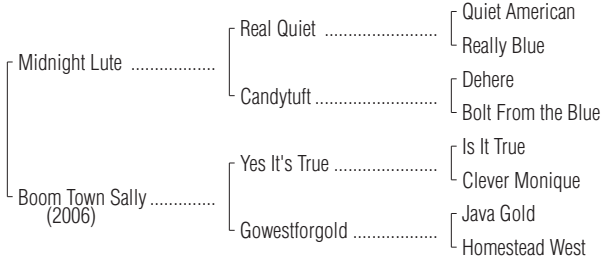 Quiet American
Real Quiet ......................
Really Blue
Midnight Lute ..................
Dehere
Candytuft ........................
Bolt From the Blue
Is It True
Yes It's True ....................
Clever Monique
Boom Town Sally .............
(2006)
Java Gold
Gowestforgold .................
Homestead West